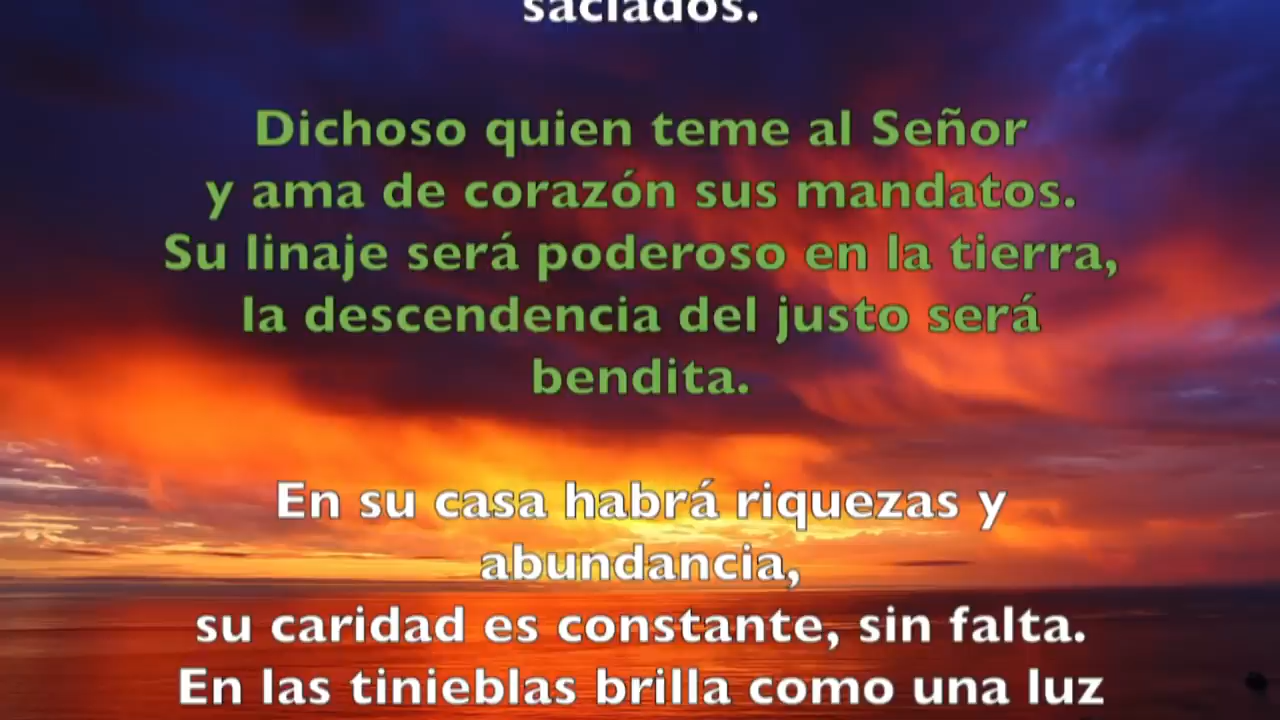 saciados.
Dichoso quien teme al Señor
y ama de corazón sus mandatos.
Su linaje será poderoso en la tierra,
la descendencia del justo será
bendita.
En su casa habrá riquezas y
abundancia,
su caridad es constante, sin falta.
En las tinieblas brilla como una luz